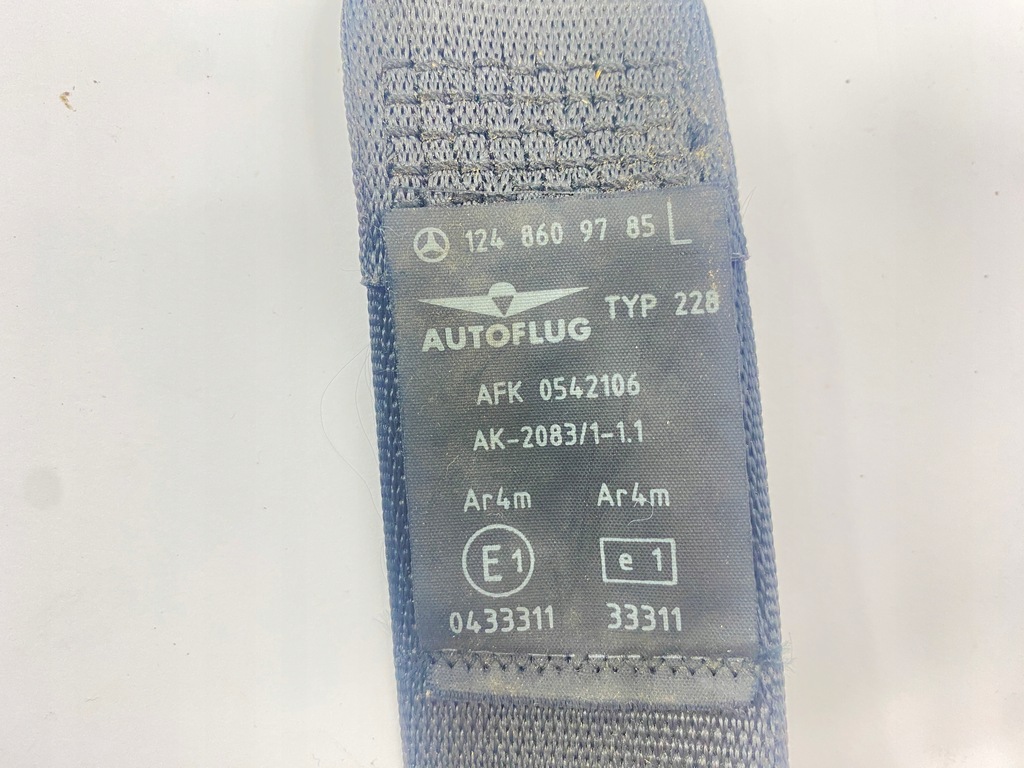 124 860 97 85 L
TYP 228
AUTOFLUG
AFK 0542106
AK-2083/1-1.1
Ar4m Ar4m
E1 e 1
0433311 33311